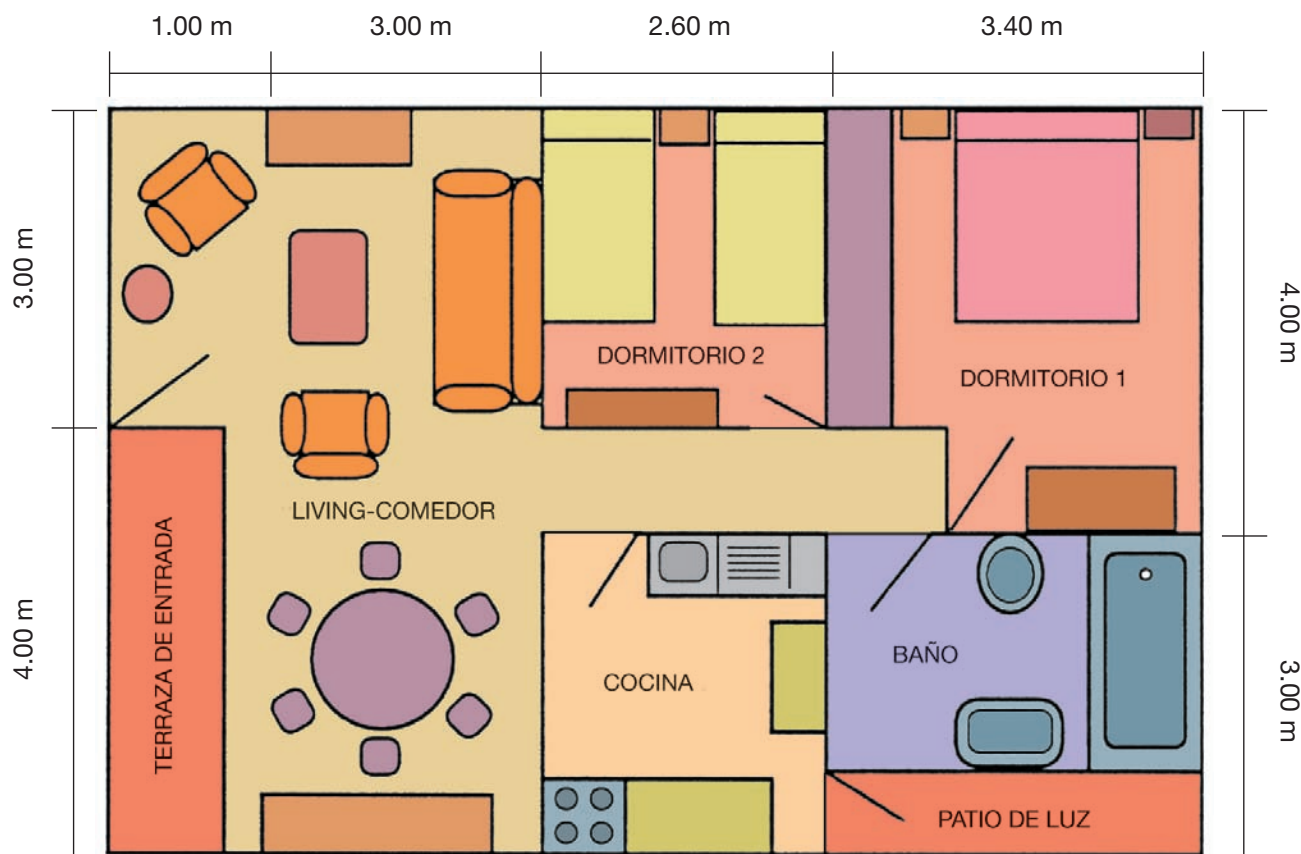 1.00 m
3.00 m
2.60 m
3.40 m
3.00 m
4.00 m
DORMITORIO 2
DORMITORIO 1
LIVING-COMEDOR
TERRAZA DE ENTRADA
4.00 m
COCINA
BAÑO
3.00 m
PATIO DE LUZ